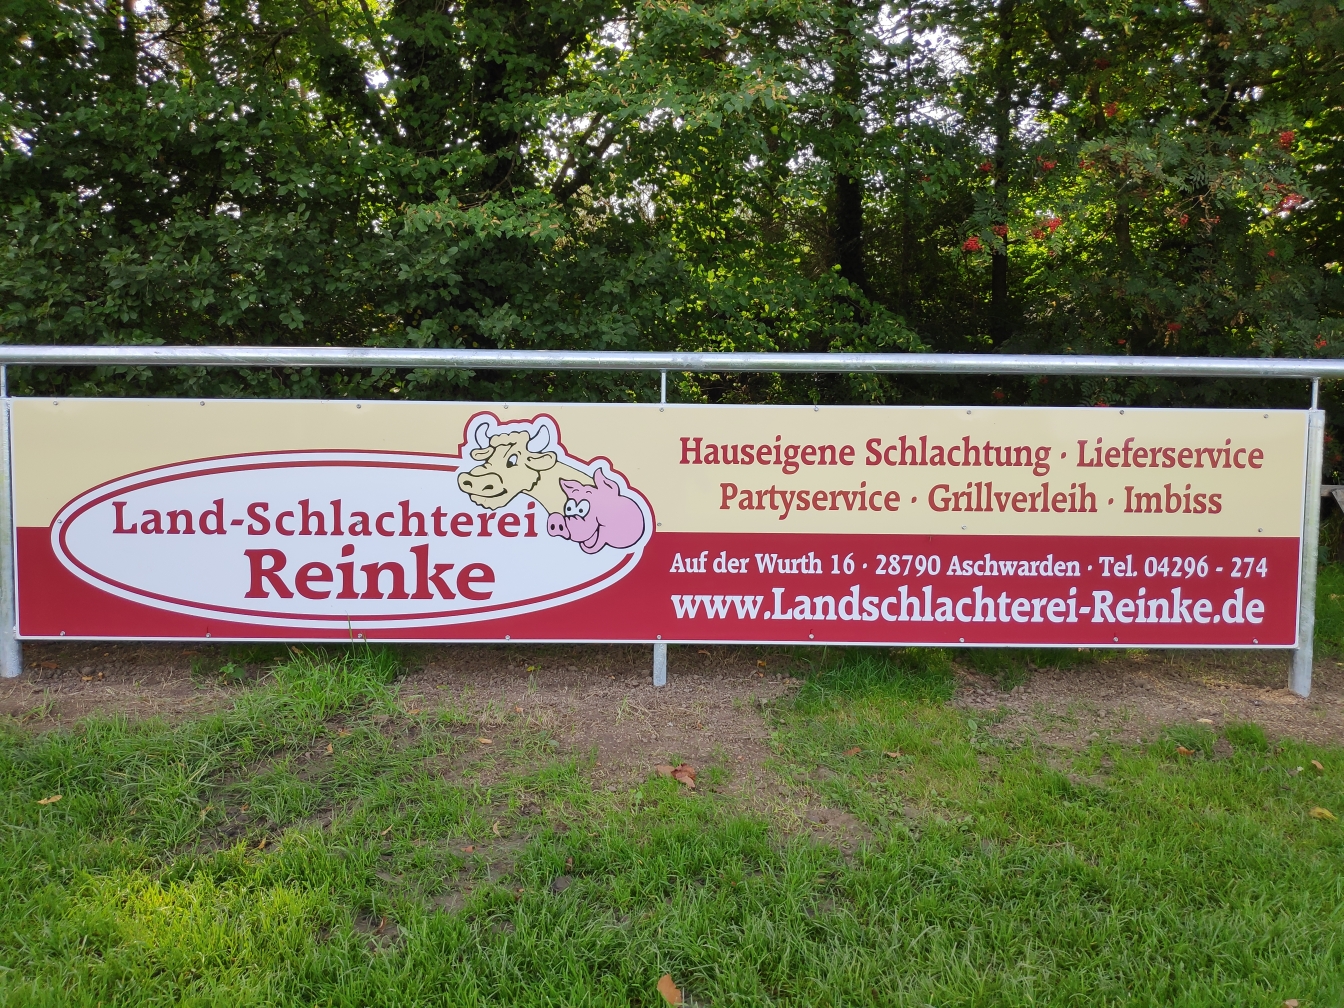 Land-Schlachterei
Reinke
Hauseigene Schlachtung · Lieferservice
Partyservice · Grillverleih · Imbiss
Auf der Wurth 16 · 28790 Aschwarden · Tel. 04296 - 274
www.Landschlachterei-Reinke.de